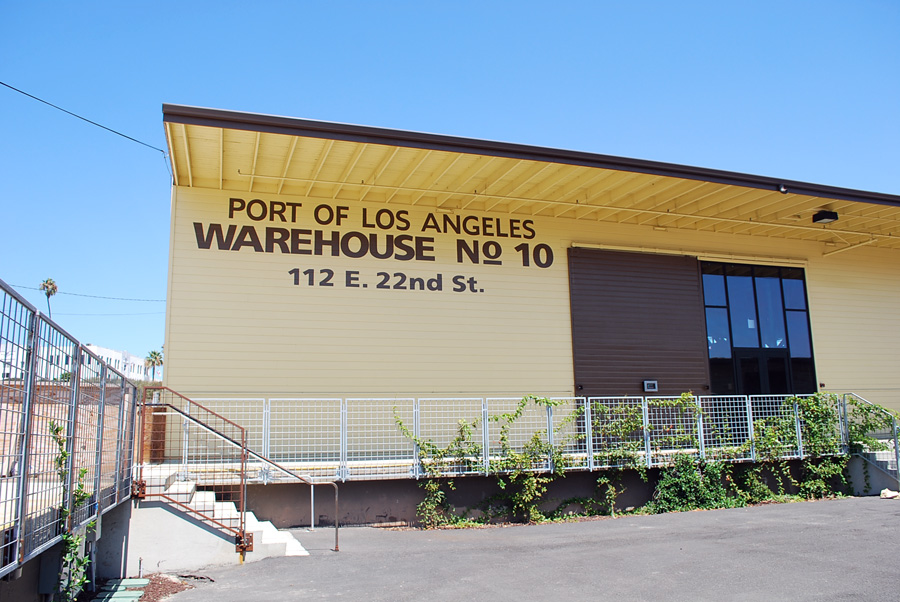 PORT OF LOS ANGELES
WAREHOUSE Nº 10
112 E. 22nd St.